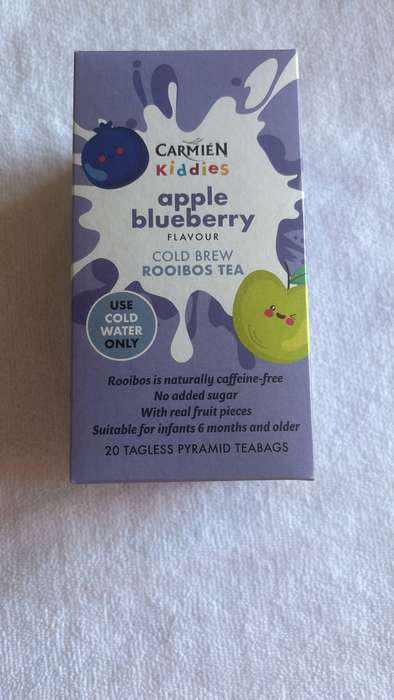 CARMIÉN
Kiddies
apple
blueberry
FLAVOUR
COLD BREW
ROOIBOS TEA
USE
COLD
WATER
ONLY
Rooibos is naturally caffeine-free
No added sugar
With real fruit pieces
Suitable for infants 6 months and older
20 TAGLESS PYRAMID TEABAGS